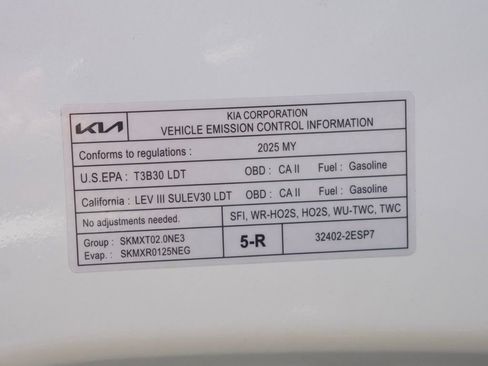 KIA
KIA CORPORATION
VEHICLE EMISSION CONTROL INFORMATION
Conforms to regulations : 2025 MY
U.S.EPA : T3B30 LDT OBD : CA II Fuel : Gasoline
California : LEV III SULEV30 LDT OBD : CA II Fuel : Gasoline
No adjustments needed. SFI, WR-HO2S, HO2S, WU-TWC, TWC
Group : SKMXT02.0NE3
Evap. : SKMXR0125NEG
5-R
32402-2ESP7